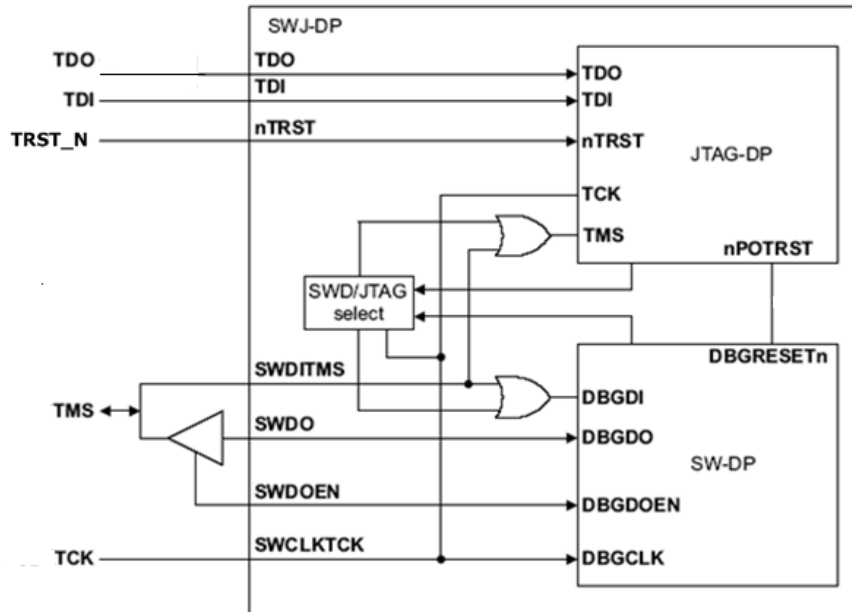 SWJ-DP
TDO
TDO
TDO
TDI
TDI
TDI
TRST_N
nTRST
nTRST
JTAG-DP
TCK
TMS
nPOTRST
SWD/JTAG
select
DBGRESETn
SWDITMS
TMS
DBGDI
SWDO
DBGDO
SW-DP
SWDOEN
DBGDOEN
TCK
SWCLKTCK
DBGCLK